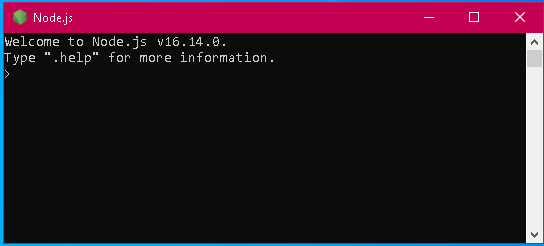 Node.js
Welcome to Node.js v16.14.0.
Type ".help" for more information.
>